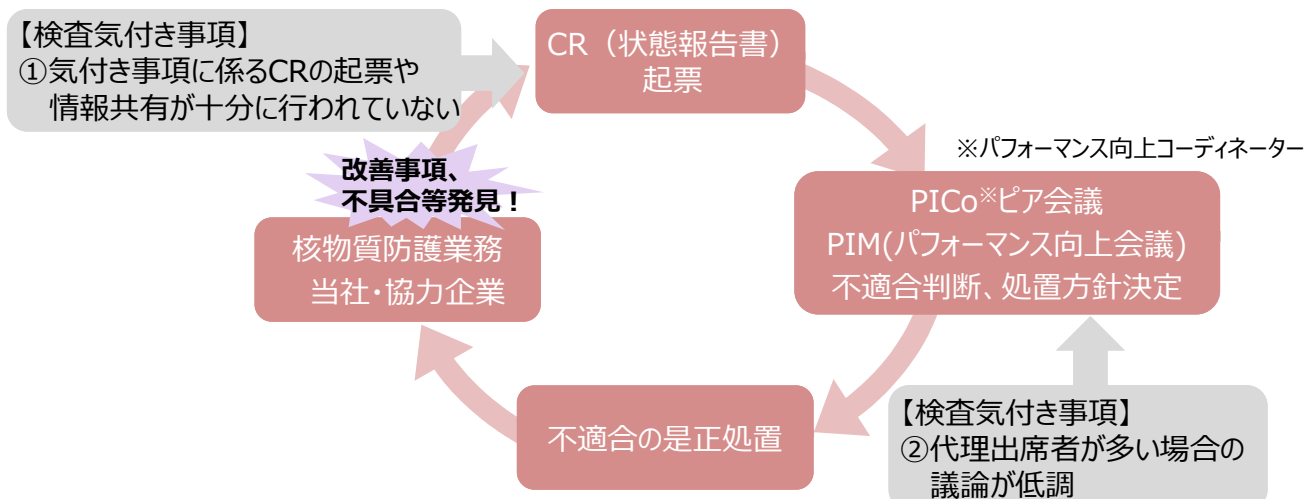 【検査気付き事項】
①気付き事項に係るCRの起票や
情報共有が十分に行われていない
CR（状態報告書）
起票
改善事項、
不具合等発見！
※パフォーマンス向上コーディネーター
PICo※ピア会議
PIM(パフォーマンス向上会議)
不適合判断、処置方針決定
核物質防護業務
当社・協力企業
不適合の是正処置
【検査気付き事項】
②代理出席者が多い場合の
議論が低調